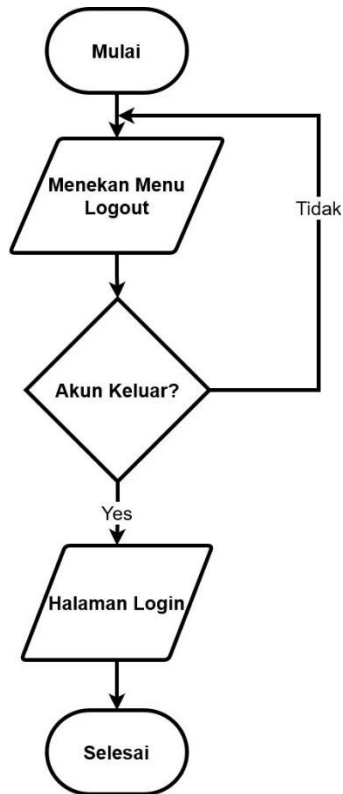 Mulai
Menekan Menu
Logout
Tidak
Akun Keluar?
Yes
Halaman Login
Selesai